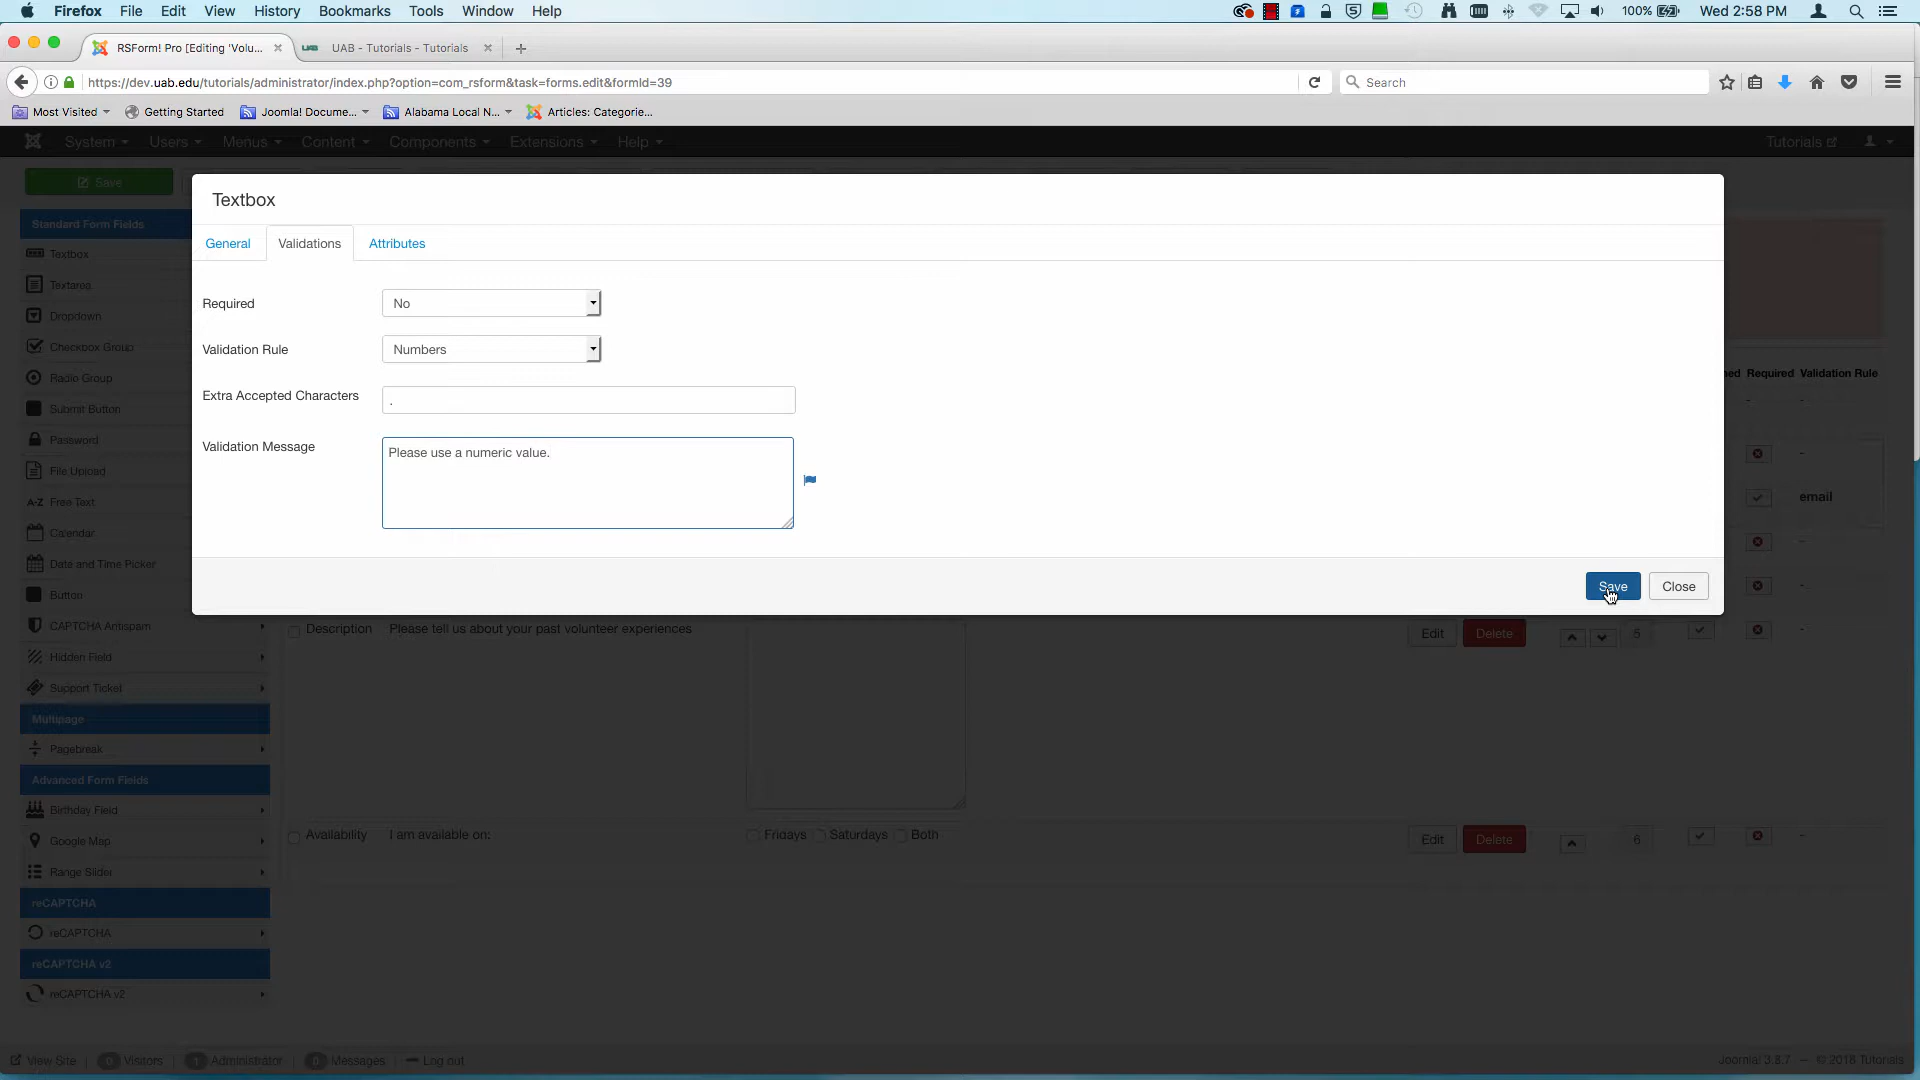 Firefox File Edit View History Bookmarks Tools Window Help 100% Wed 2:58 PM
RSForm! Pro [Editing 'Volu... UAB - Tutorials - Tutorials
https://dev.uab.edu/tutorials/administrator/index.php?option=com_rsform&task=forms.edit&formId=39 Search
Most Visited Getting Started Joomla! Docume... Alabama Local N... Articles: Categorie...
System Users Menus Content Components Extensions Help Tutorials
Save
Textbox
General Validations Attributes
Required No
Validation Rule Numbers
Extra Accepted Characters .
Validation Message Please use a numeric value.
Save Close
Standard Form Fields
Textbox
Textarea
Dropdown
Checkbox Group
Radio Group
Submit Button
Password
File Upload
A-Z Free Text
Calendar
Date and Time Picker
Button
CAPTCHA Antispam
Hidden Field
Support Ticket
Multipage
Pagebreak
Advanced Form Fields
Birthday Field
Google Map
Range Slider
reCAPTCHA
reCAPTCHA
reCAPTCHA v2
reCAPTCHA v2
Required Validation Rule
- -
-
email
-
-
Description Please tell us about your past volunteer experiences Edit Delete 5 -
Availability I am available on: Fridays Saturdays Both Edit Delete 6 -
View Site 0 Visitors 1 Administrator 0 Messages Log out Joomla! 3.8.7 — © 2018 Tutorials